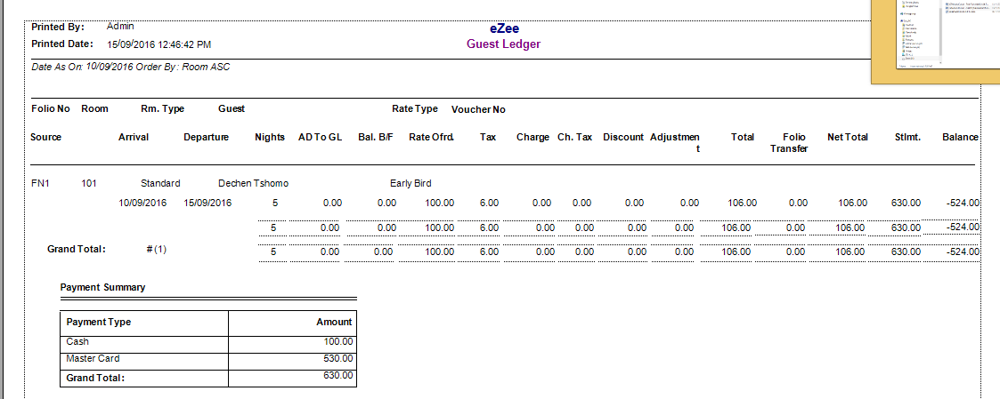 Printed By: Admin
eZee
Printed Date: 15/09/2016 12:46:42 PM
Guest Ledger
Date As On: 10/09/2016 Order By: Room ASC
Folio No Room Rm. Type Guest Rate Type Voucher No
Source Arrival Departure Nights AD To GL Bal. B/F Rate Ofrd. Tax Charge Ch. Tax Discount Adjustmen Total Folio Net Total Stlmt. Balance
t Transfer
FN1 101 Standard Dechen Tshomo Early Bird
10/09/2016 15/09/2016 5 0.00 0.00 100.00 6.00 0.00 0.00 0.00 0.00 106.00 0.00 106.00 630.00 -524.00
5 0.00 0.00 100.00 6.00 0.00 0.00 0.00 0.00 106.00 0.00 106.00 630.00 -524.00
Grand Total: # (1) 5 0.00 0.00 100.00 6.00 0.00 0.00 0.00 0.00 106.00 0.00 106.00 630.00 -524.00
Payment Summary
Payment Type Amount
Cash 100.00
Master Card 530.00
Grand Total: 630.00